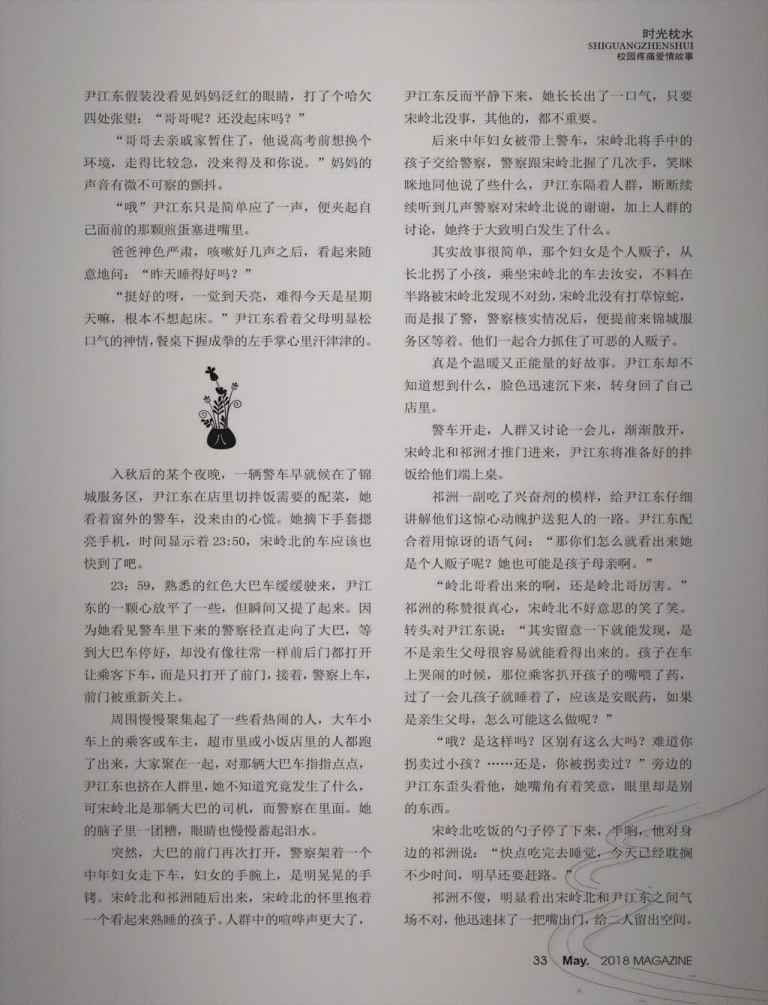 时光枕水
SHIGUANGZHENSHUI
校园疼痛爱情故事
尹江东假装没看见妈妈泛红的眼睛，打了个哈欠
四处张望：“哥哥呢？还没起床吗？”
“哥哥去亲戚家暂住了，他说高考前想换个
环境，走得比较急，没来得及和你说。”妈妈的
声音有微不可察的颤抖。
“哦”尹江东只是简单应了一声，便夹起自
己面前的那颗煎蛋塞进嘴里。
爸爸神色严肃，咳嗽好几声之后，看起来随
意地问：“昨天睡得好吗？”
“挺好的呀，一觉到天亮，难得今天是星期
天嘛，根本不想起床。”尹江东看着父母明显松
口气的神情，餐桌下握成拳的左手掌心里汗津津的。
八
入秋后的某个夜晚，一辆警车早就候在了锦
城服务区，尹江东在店里切拌饭需要的配菜，她
看着窗外的警车，没来由的心慌。她摘下手套摁
亮手机，时间显示着 23:50，宋岭北的车应该也
快到了吧。
23：59，熟悉的红色大巴车缓缓驶来，尹江
东的一颗心放平了一些，但瞬间又提了起来。因
为她看见警车里下来的警察径直走向了大巴，等
到大巴车停好，却没有像往常一样前后门都打开
让乘客下车，而是只打开了前门，接着，警察上车，
前门被重新关上。
周围慢慢聚集起了一些看热闹的人，大车小
车上的乘客或车主，超市里或小饭店里的人都跑
了出来，大家聚在一起，对那辆大巴车指指点点，
尹江东也挤在人群里，她不知道究竟发生了什么，
可宋岭北是那辆大巴的司机，而警察在里面。她
的脑子里一团糟，眼睛也慢慢蓄起泪水。
突然，大巴的前门再次打开，警察架着一个
中年妇女走下车，妇女的手腕上，是明晃晃的手
铐。宋岭北和祁洲随后出来，宋岭北的怀里抱着
一个看起来熟睡的孩子。人群中的喧哗声更大了，
尹江东反而平静下来，她长长出了一口气，只要
宋岭北没事，其他的，都不重要。
后来中年妇女被带上警车，宋岭北将手中的
孩子交给警察，警察跟宋岭北握了几次手，笑眯
眯地同他说了些什么，尹江东隔着人群，断断续
续听到几声警察对宋岭北说的谢谢，加上人群的
讨论，她终于大致明白发生了什么。
其实故事很简单，那个妇女是个人贩子，从
长北拐了小孩，乘坐宋岭北的车去汝安，不料在
半路被宋岭北发现不对劲，宋岭北没有打草惊蛇，
而是报了警，警察核实情况后，便提前来锦城服
务区等着。他们一起合力抓住了可恶的人贩子。
真是个温暖又正能量的好故事。尹江东却不
知道想到什么，脸色迅速沉下来，转身回了自己
店里。
警车开走，人群又讨论一会儿，渐渐散开，
宋岭北和祁洲才推门进来，尹江东将准备好的拌
饭给他们端上桌。
祁洲一副吃了兴奋剂的模样，给尹江东仔细
讲解他们这惊心动魄护送犯人的一路。尹江东配
合着用惊讶的语气问：“那你们怎么就看出来她
是个人贩子呢？她也可能是孩子母亲啊。”
“岭北哥看出来的啊，还是岭北哥厉害。”
祁洲的称赞很真心，宋岭北不好意思的笑了笑。
转头对尹江东说：“其实留意一下就能发现，是
不是亲生父母很容易就能看得出来的。孩子在车
上哭闹的时候，那位乘客扒开孩子的嘴喂了药，
过了一会儿孩子就睡着了，应该是安眠药，如果
是亲生父母，怎么可能这么做呢？”
“哦？是这样吗？区别有这么大吗？难道你
拐卖过小孩？……还是，你被拐卖过？”旁边的
尹江东歪头看他，她嘴角有着笑意，眼里却是别
的东西。
宋岭北吃饭的勺子停了下来，半晌，他对身
边的祁洲说：“快点吃完去睡觉，今天已经耽搁
不少时间，明早还要赶路。”
祁洲不傻，明显看出宋岭北和尹江东之间气
场不对，他迅速抹了一把嘴出门，给二人留出空间。
33 May. 2018 MAGAZINE